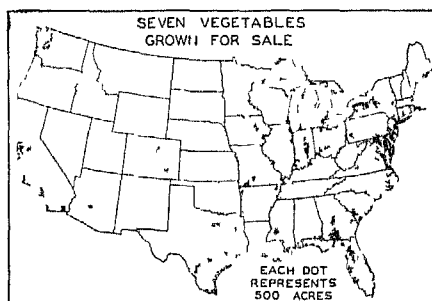 SEVEN VEGETABLES
GROWN FOR SALE
EACH DOT
REPRESENTS
500 ACRES